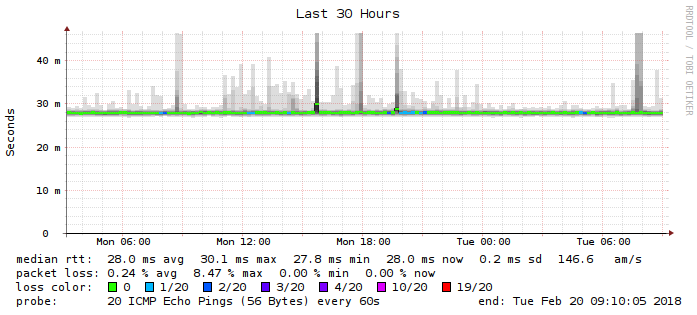 Last 30 Hours
RRDTOOL / TOBI OETIKER
Seconds
40 m
30 m
20 m
10 m
0
Mon 06:00 Mon 12:00 Mon 18:00 Tue 00:00 Tue 06:00
median rtt: 28.0 ms avg 30.1 ms max 27.8 ms min 28.0 ms now 0.2 ms sd 146.6 am/s
packet loss: 0.24 % avg 8.47 % max 0.00 % min 0.00 % now
loss color: 0 1/20 2/20 3/20 4/20 10/20 19/20
probe: 20 ICMP Echo Pings (56 Bytes) every 60s end: Tue Feb 20 09:10:05 2018